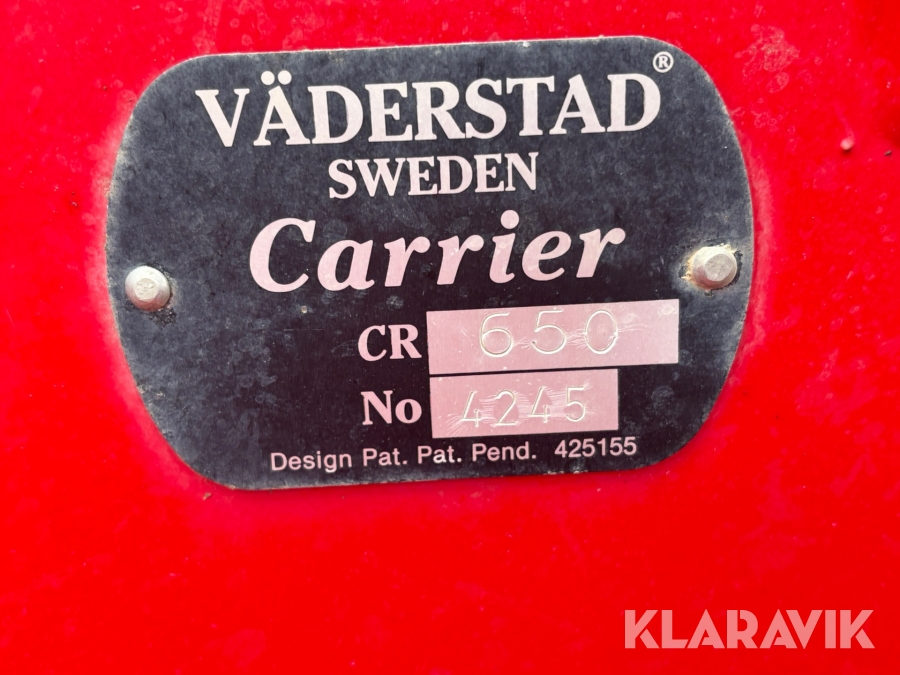 VÄDERSTAD®
SWEDEN
Carrier
CR 650
No 4245
Design Pat. Pat. Pend. 425155
KLARAVIK